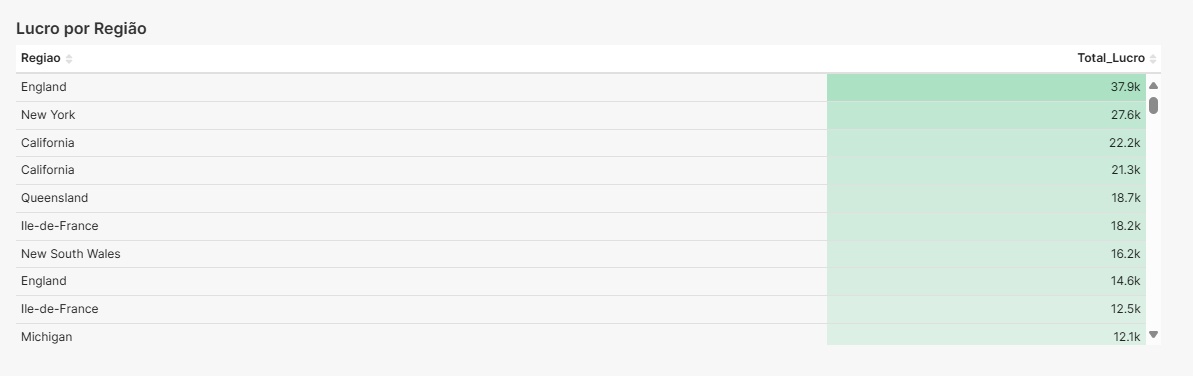 Lucro por Região
Regiao Total_Lucro
England 37.9k
New York 27.6k
California 22.2k
California 21.3k
Queensland 18.7k
Ile-de-France 18.2k
New South Wales 16.2k
England 14.6k
Ile-de-France 12.5k
Michigan 12.1k